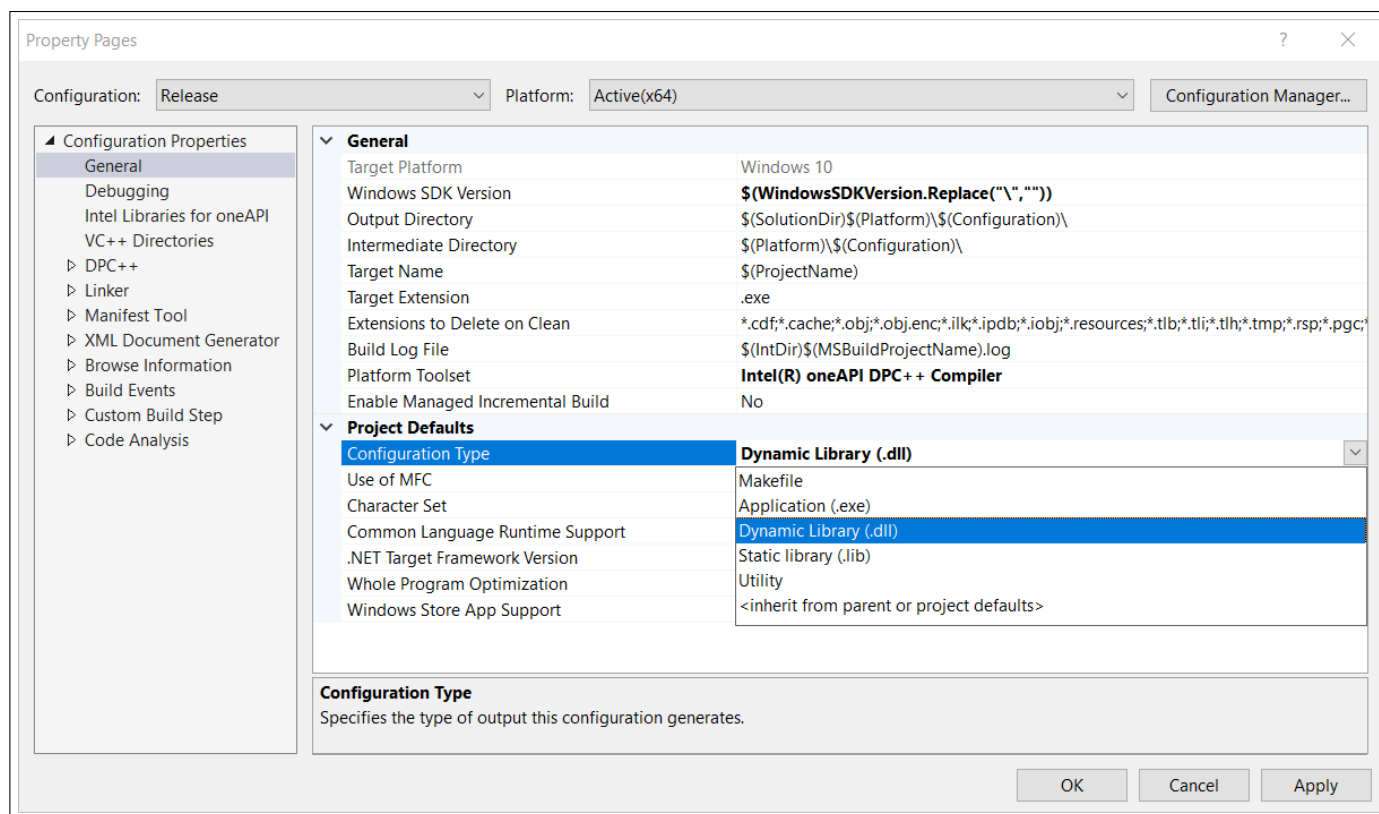 Property Pages
?
Configuration: Release Platform: Active(x64) Configuration Manager...
Configuration Properties
General
Debugging
Intel Libraries for oneAPI
VC++ Directories
DPC++
Linker
Manifest Tool
XML Document Generator
Browse Information
Build Events
Custom Build Step
Code Analysis
General
Target Platform Windows 10
Windows SDK Version $(WindowsSDKVersion.Replace("\",""))
Output Directory $(SolutionDir)$(Platform)\$(Configuration)\
Intermediate Directory $(Platform)\$(Configuration)\
Target Name $(ProjectName)
Target Extension .exe
Extensions to Delete on Clean *.cdf;*.cache;*.obj;*.obj.enc;*.ilk;*.ipdb;*.iobj;*.resources;*.tlb;*.tli;*.tlh;*.tmp;*.rsp;*.pgc;*
Build Log File $(IntDir)$(MSBuildProjectName).log
Platform Toolset Intel(R) oneAPI DPC++ Compiler
Enable Managed Incremental Build No
Project Defaults
Configuration Type Dynamic Library (.dll)
Use of MFC
Character Set
Common Language Runtime Support
.NET Target Framework Version
Whole Program Optimization
Windows Store App Support
Makefile
Application (.exe)
Dynamic Library (.dll)
Static library (.lib)
Utility
<inherit from parent or project defaults>
Configuration Type
Specifies the type of output this configuration generates.
OK Cancel Apply